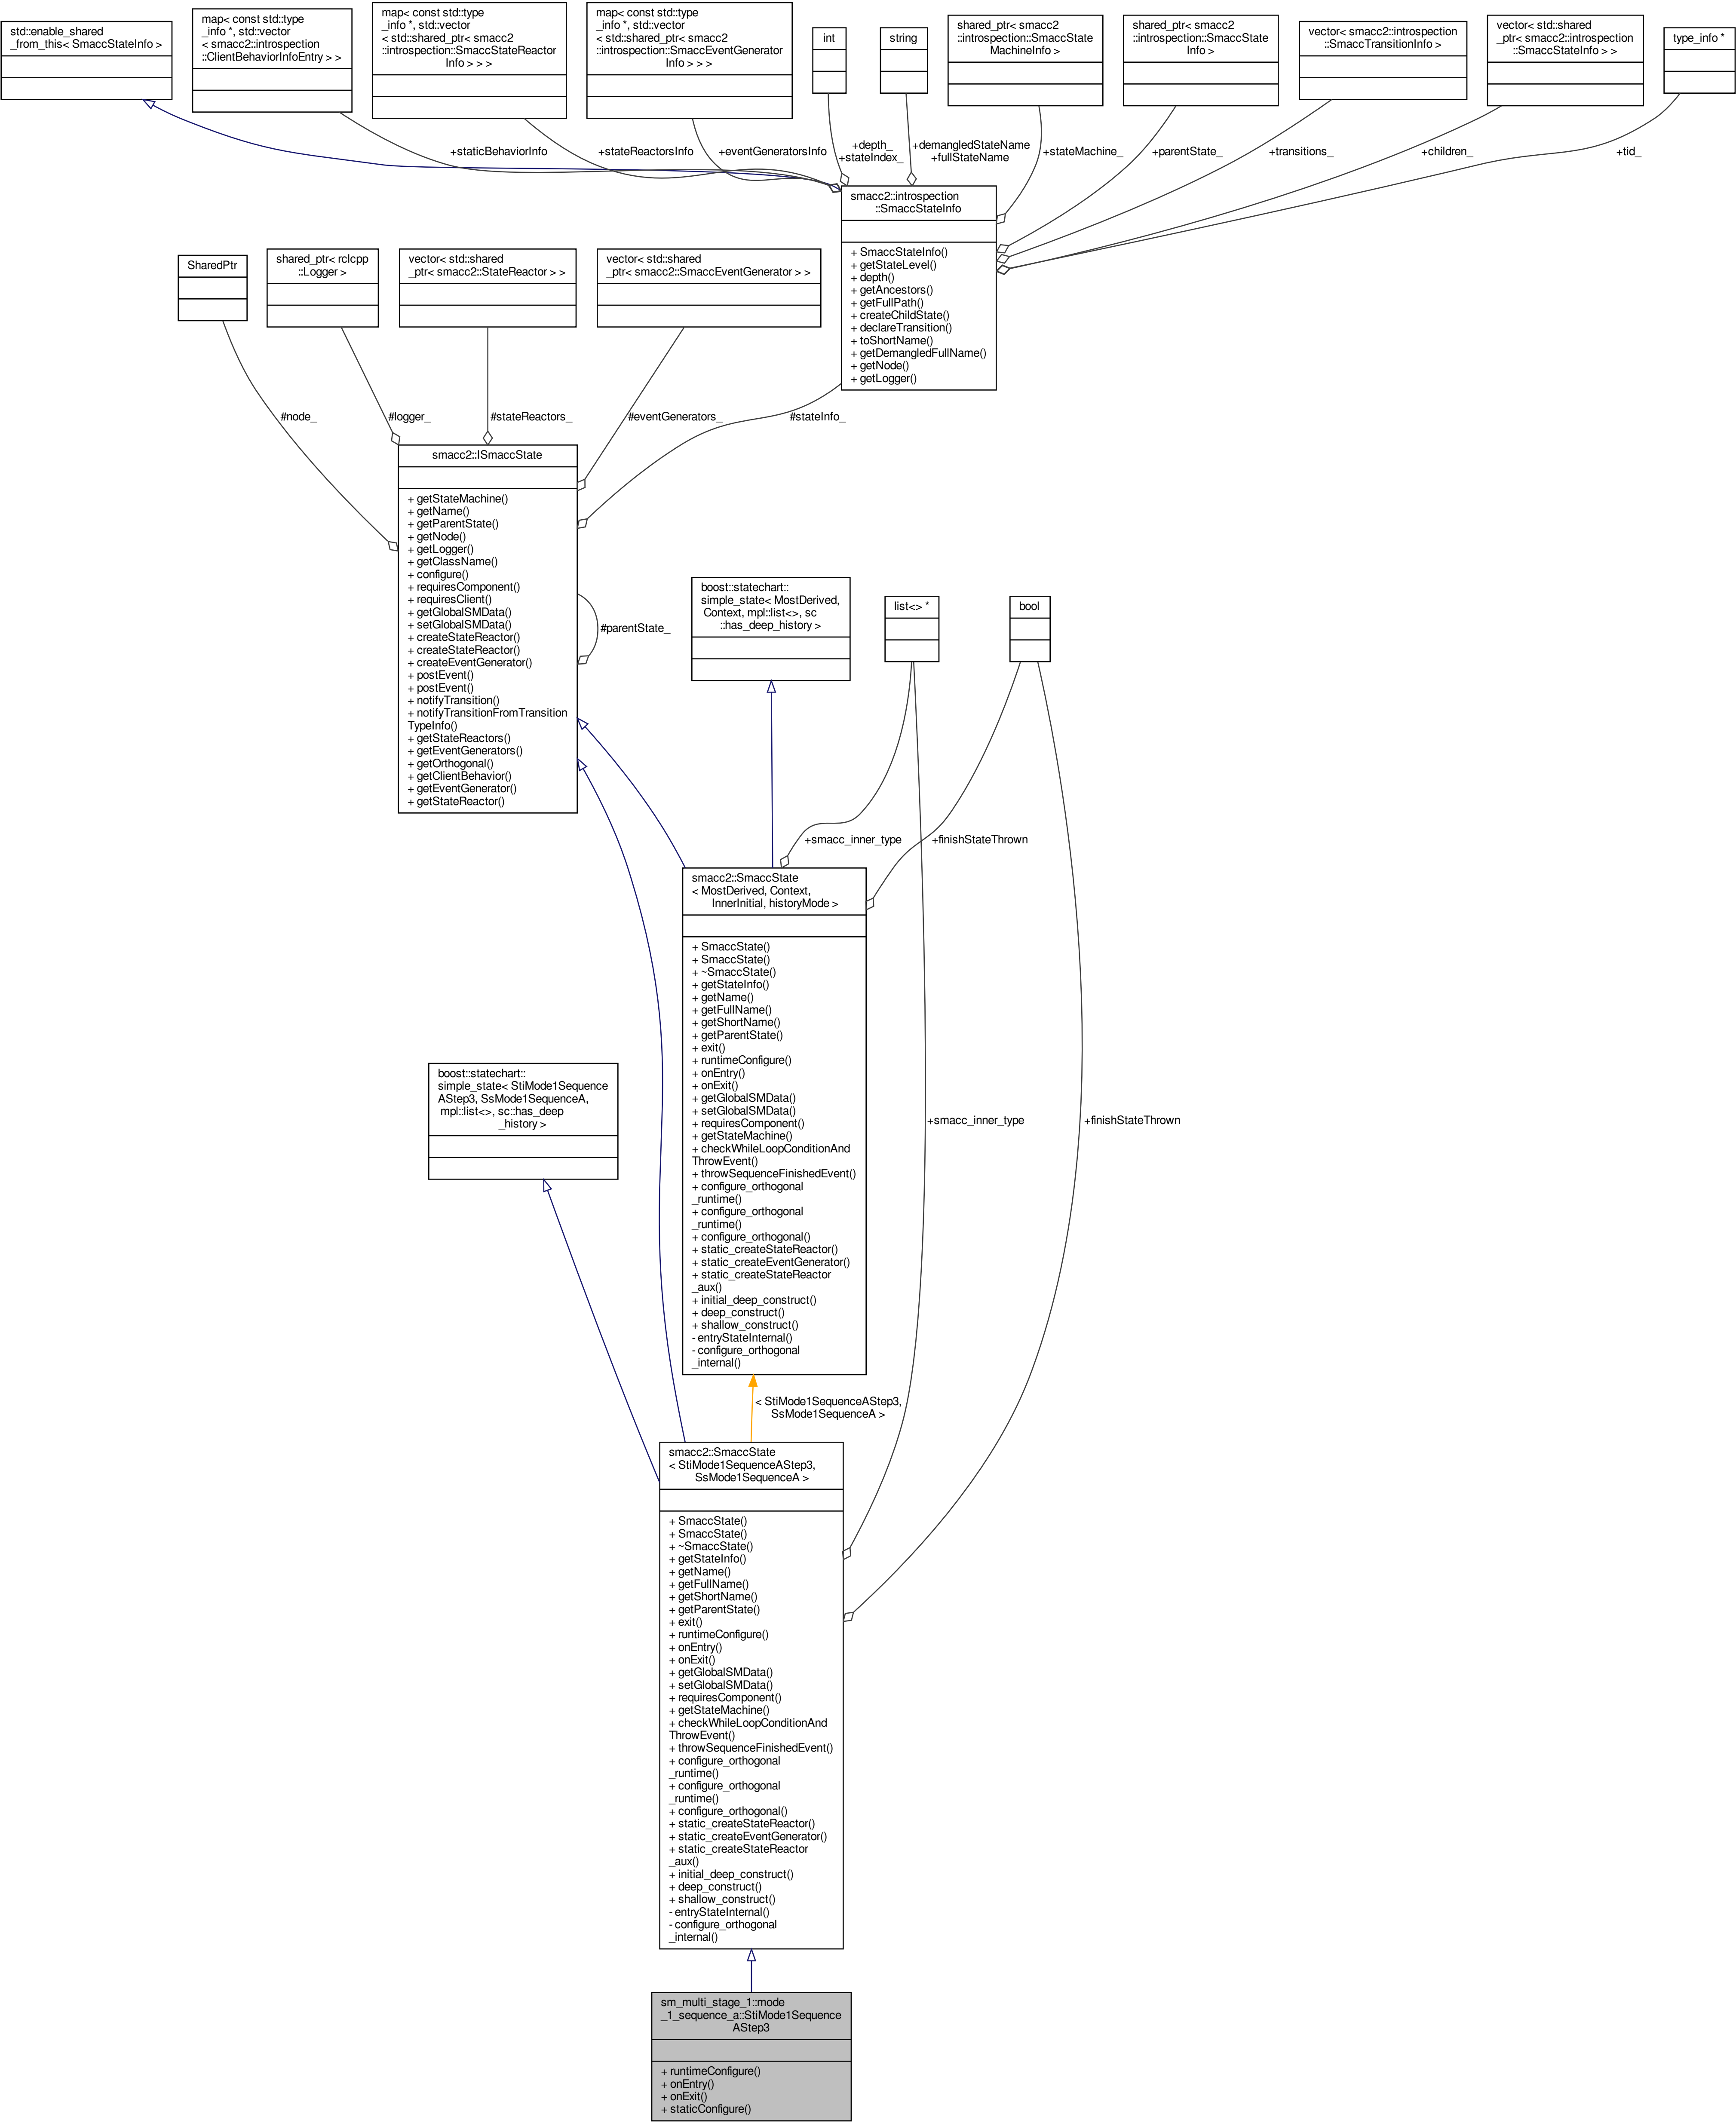 std::enable_shared
_from_this< SmaccStateInfo >
map< const std::type
_info *, std::vector
< smacc2::introspection
::ClientBehaviorInfoEntry > >
map< const std::type
_info *, std::vector
< std::shared_ptr< smacc2
::introspection::SmaccStateReactor
Info > > >
map< const std::type
_info *, std::vector
< std::shared_ptr< smacc2
::introspection::SmaccEventGenerator
Info > > >
int
string
shared_ptr< smacc2
::introspection::SmaccState
MachineInfo >
shared_ptr< smacc2
::introspection::SmaccState
Info >
vector< smacc2::introspection
::SmaccTransitionInfo >
vector< std::shared
_ptr< smacc2::introspection
::SmaccStateInfo > >
type_info *
+staticBehaviorInfo
+stateReactorsInfo
+eventGeneratorsInfo
+depth_
+stateIndex_
+demangledStateName
+fullStateName
+stateMachine_
+parentState_
+transitions_
+children_
+tid_
smacc2::introspection
::SmaccStateInfo
+ SmaccStateInfo()
+ getStateLevel()
+ depth()
+ getAncestors()
+ getFullPath()
+ createChildState()
+ declareTransition()
+ toShortName()
+ getDemangledFullName()
+ getNode()
+ getLogger()
SharedPtr
shared_ptr< rclcpp
::Logger >
vector< std::shared
_ptr< smacc2::StateReactor > >
vector< std::shared
_ptr< smacc2::SmaccEventGenerator > >
#node_
#logger_
#stateReactors_
#eventGenerators_
#stateInfo_
smacc2::ISmaccState
+ getStateMachine()
+ getName()
+ getParentState()
+ getNode()
+ getLogger()
+ getClassName()
+ configure()
+ requiresComponent()
+ requiresClient()
+ getGlobalSMData()
+ setGlobalSMData()
+ createStateReactor()
+ createStateReactor()
+ createEventGenerator()
+ postEvent()
+ postEvent()
+ notifyTransition()
+ notifyTransitionFromTransition
TypeInfo()
+ getStateReactors()
+ getEventGenerators()
+ getOrthogonal()
+ getClientBehavior()
+ getEventGenerator()
+ getStateReactor()
#parentState_
boost::statechart::
simple_state< MostDerived,
Context, mpl::list<>, sc
::has_deep_history >
list<> *
bool
+smacc_inner_type
+finishStateThrown
smacc2::SmaccState
< MostDerived, Context,
InnerInitial, historyMode >
+ SmaccState()
+ SmaccState()
+ ~SmaccState()
+ getStateInfo()
+ getName()
+ getFullName()
+ getShortName()
+ getParentState()
+ exit()
+ runtimeConfigure()
+ onEntry()
+ onExit()
+ getGlobalSMData()
+ setGlobalSMData()
+ requiresComponent()
+ getStateMachine()
+ checkWhileLoopConditionAnd
ThrowEvent()
+ throwSequenceFinishedEvent()
+ configure_orthogonal
_runtime()
+ configure_orthogonal
_runtime()
+ configure_orthogonal()
+ static_createStateReactor()
+ static_createEventGenerator()
+ static_createStateReactor
_aux()
+ initial_deep_construct()
+ deep_construct()
+ shallow_construct()
- entryStateInternal()
- configure_orthogonal
_internal()
boost::statechart::
simple_state< StiMode1Sequence
AStep3, SsMode1SequenceA,
mpl::list<>, sc::has_deep
_history >
+smacc_inner_type
+finishStateThrown
< StiMode1SequenceAStep3,
SsMode1SequenceA >
smacc2::SmaccState
< StiMode1SequenceAStep3,
SsMode1SequenceA >
+ SmaccState()
+ SmaccState()
+ ~SmaccState()
+ getStateInfo()
+ getName()
+ getFullName()
+ getShortName()
+ getParentState()
+ exit()
+ runtimeConfigure()
+ onEntry()
+ onExit()
+ getGlobalSMData()
+ setGlobalSMData()
+ requiresComponent()
+ getStateMachine()
+ checkWhileLoopConditionAnd
ThrowEvent()
+ throwSequenceFinishedEvent()
+ configure_orthogonal
_runtime()
+ configure_orthogonal
_runtime()
+ configure_orthogonal()
+ static_createStateReactor()
+ static_createEventGenerator()
+ static_createStateReactor
_aux()
+ initial_deep_construct()
+ deep_construct()
+ shallow_construct()
- entryStateInternal()
- configure_orthogonal
_internal()
sm_multi_stage_1::mode
_1_sequence_a::StiMode1Sequence
AStep3
+ runtimeConfigure()
+ onEntry()
+ onExit()
+ staticConfigure()